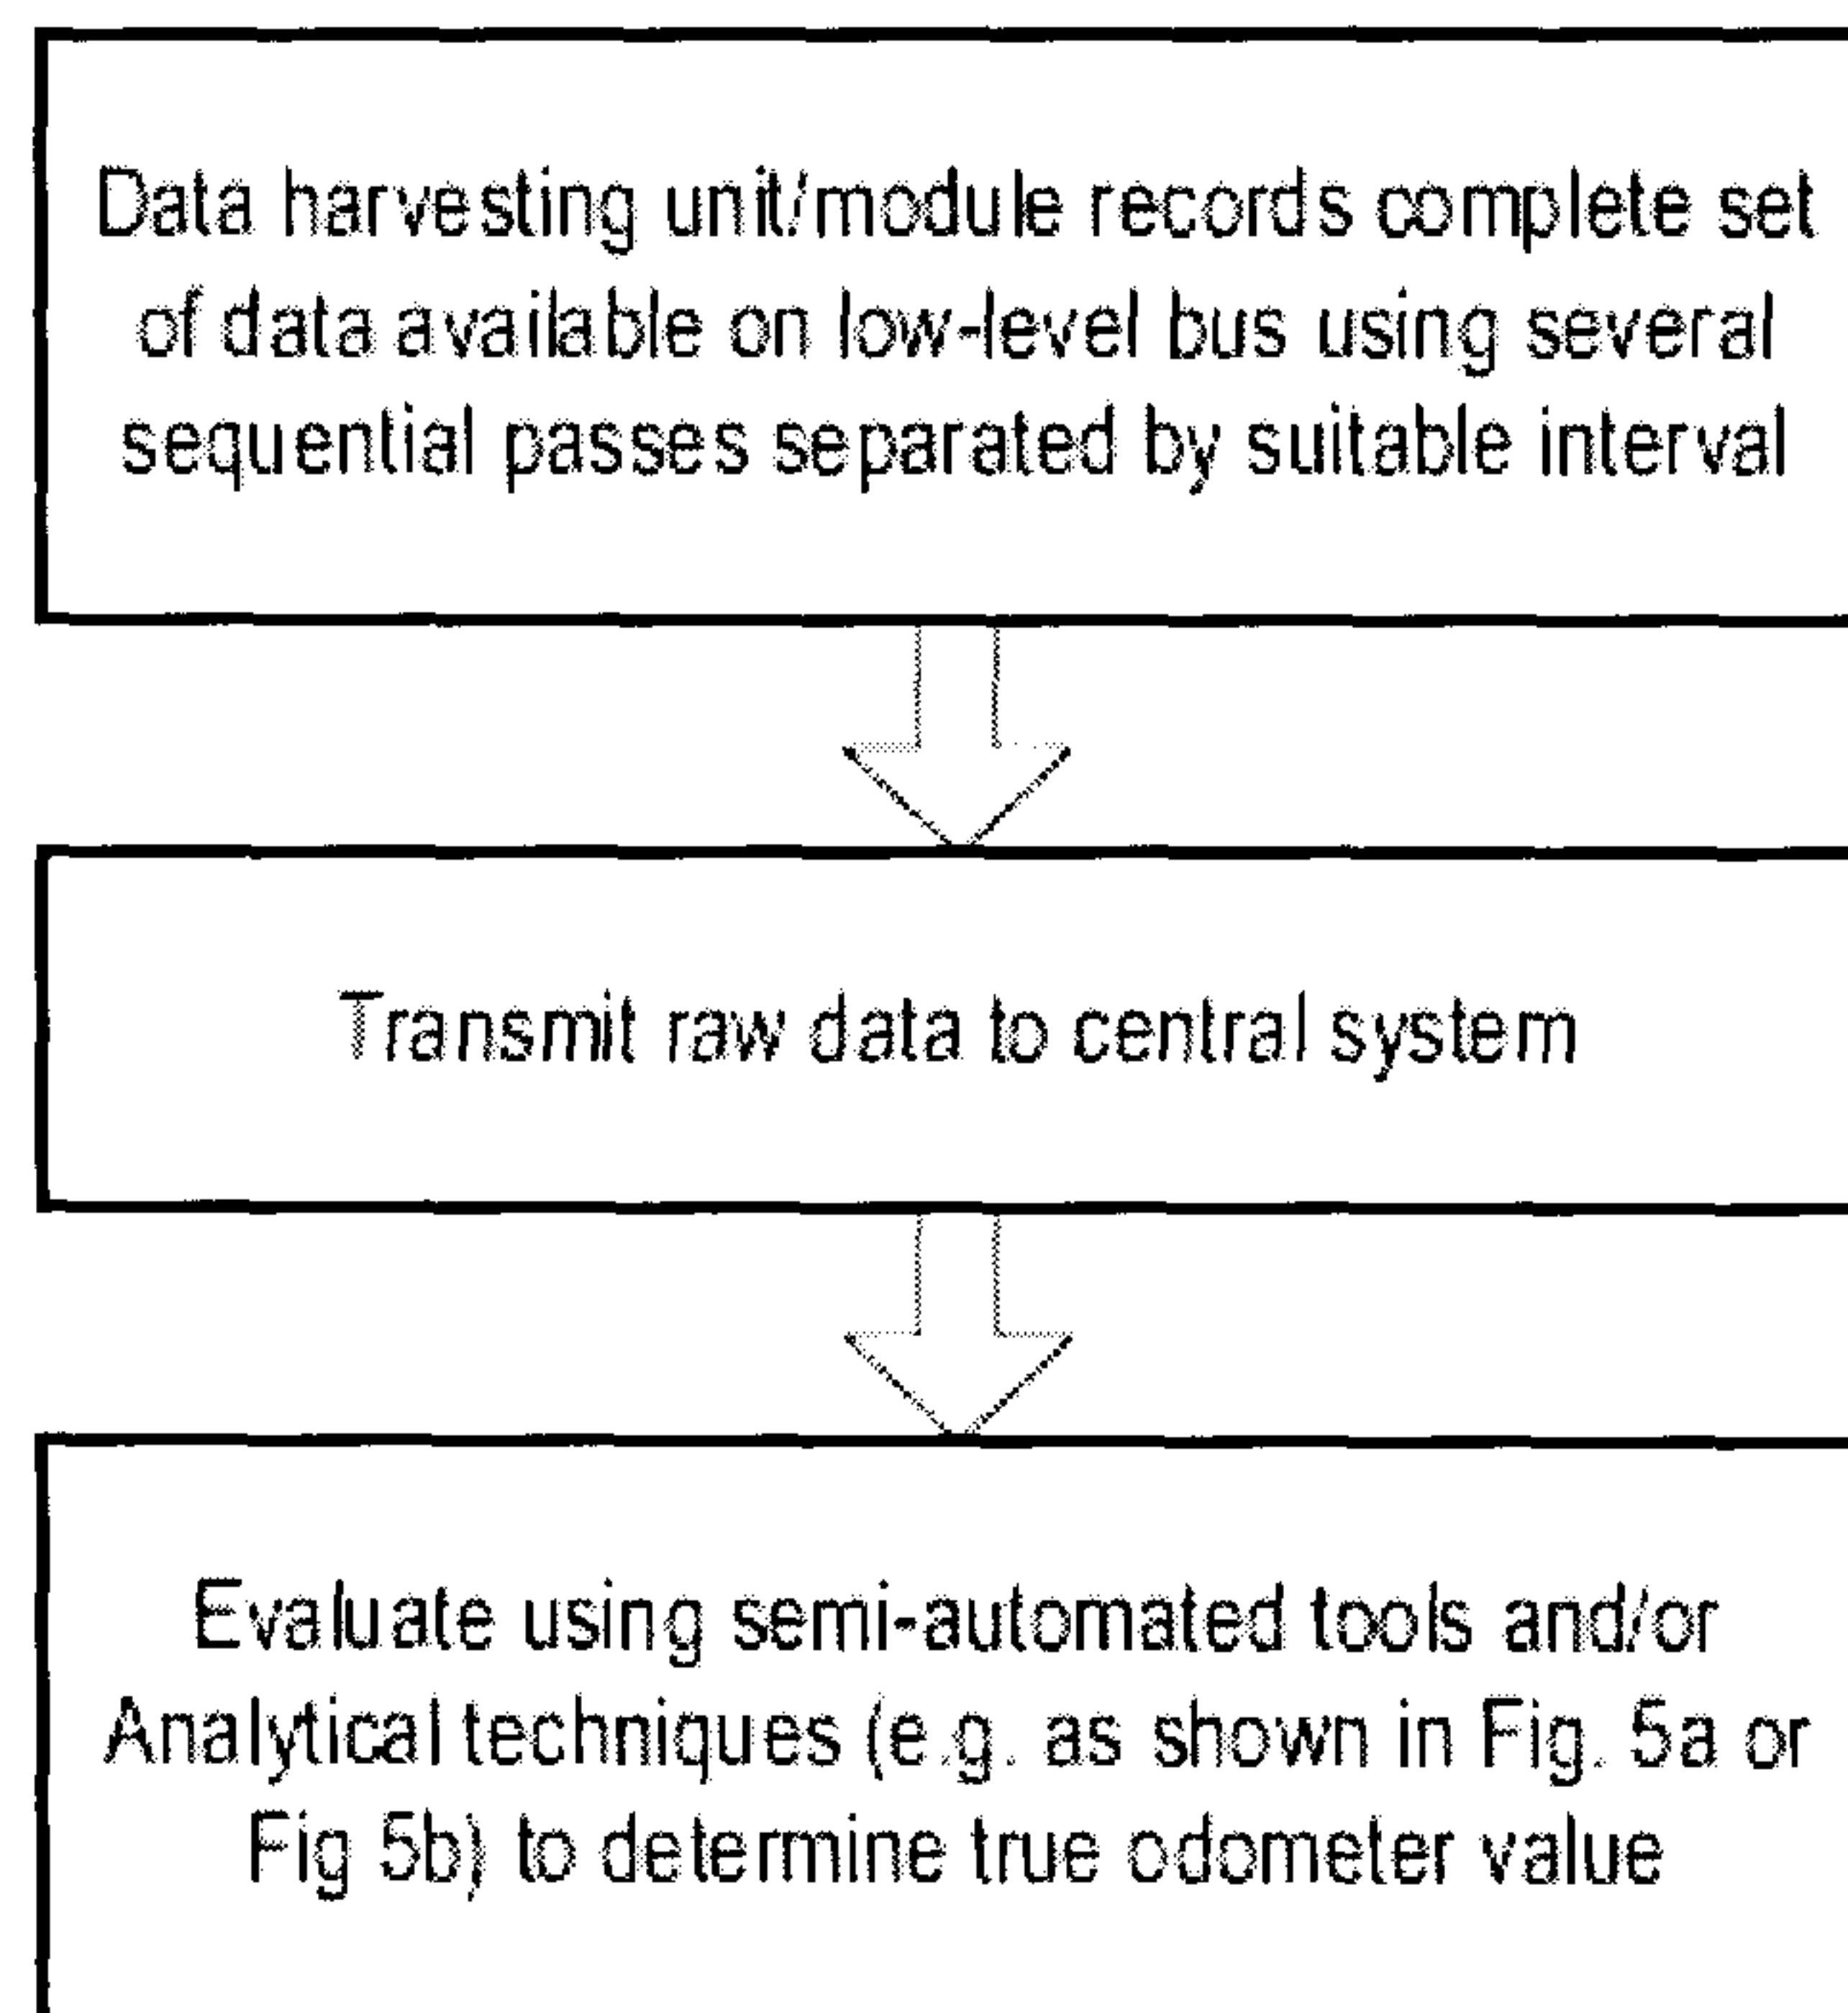 Data harvesting unit/module records complete set
of data available on low-level bus using several
sequential passes separated by suitable interval
Transmit raw data to central system
Evaluate using semi-automated tools and/or
Analytical techniques (e.g. as shown in Fig. 5a or
Fig 5b) to determine true odometer value